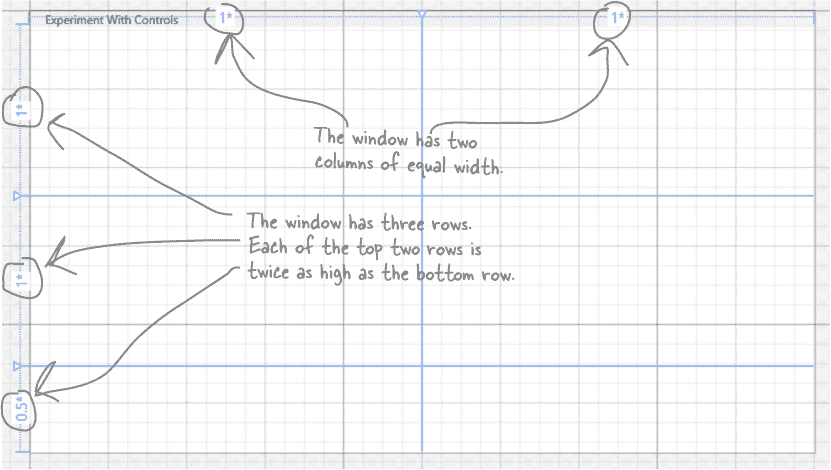 Experiment With Controls
1*
1*
1*
The window has two
columns of equal width.
The window has three rows.
Each of the top two rows is
twice as high as the bottom row.
1*
0.5*